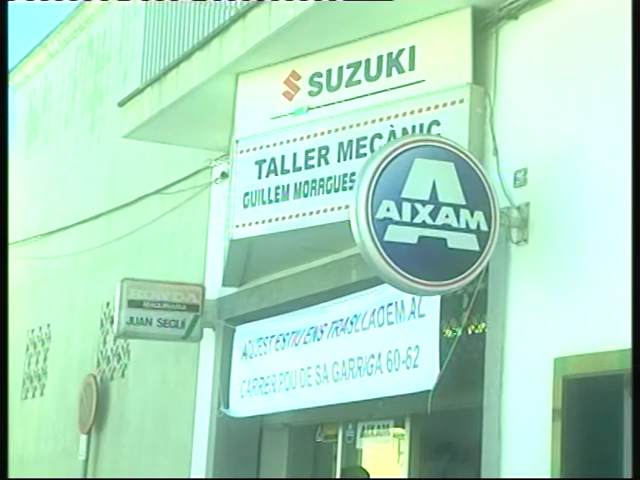 SUZUKI
TALLER MECÀNIC
GUILLEM MORAGUES
AIXAM
HONDA
JUAN SEGUÍ
AQUEST ESTIU ENS TRASLLADEM AL
CARRER POU DE SA GARRIGA 60-62
AIXAM